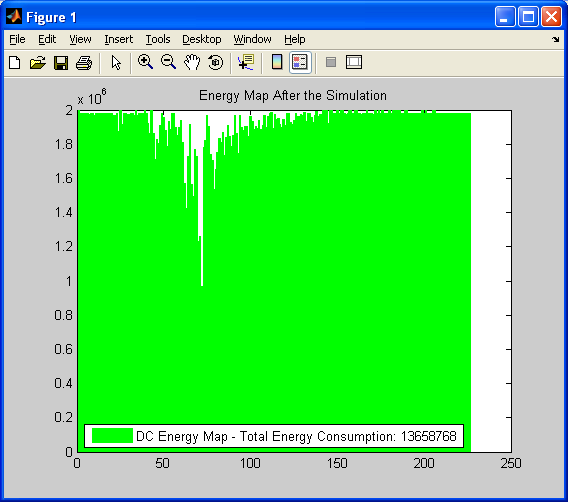 Figure 1
File Edit View Insert Tools Desktop Window Help
x 10^6
Energy Map After the Simulation
2
1.8
1.6
1.4
1.2
1
0.8
0.6
0.4
0.2
0
DC Energy Map - Total Energy Consumption: 13658768
0 50 100 150 200 250